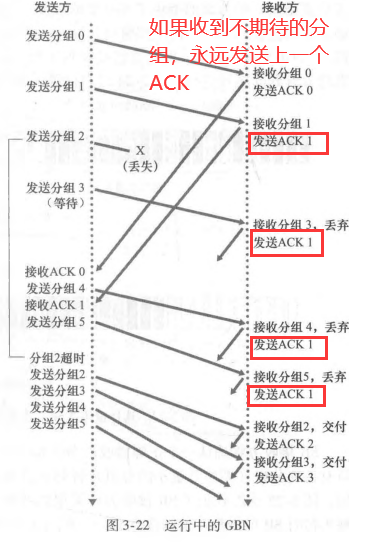 发送方
接收方
如果收到不期待的分
组，永远发送上一个
ACK
发送分组 0
接收分组 0
发送ACK 0
发送分组 1
接收分组 1
发送ACK 1
发送分组 2
X
(丢失)
发送分组 3
(等待)
接收分组 3，丢弃
发送ACK 1
接收ACK 0
发送分组 4
接收ACK 1
发送分组 5
接收分组 4，丢弃
发送ACK 1
分组2超时
发送分组2
发送分组3
发送分组4
发送分组5
接收分组5，丢弃
发送ACK 1
接收分组2，交付
发送ACK 2
接收分组3，交付
发送ACK 3
图 3-22 运行中的 GBN